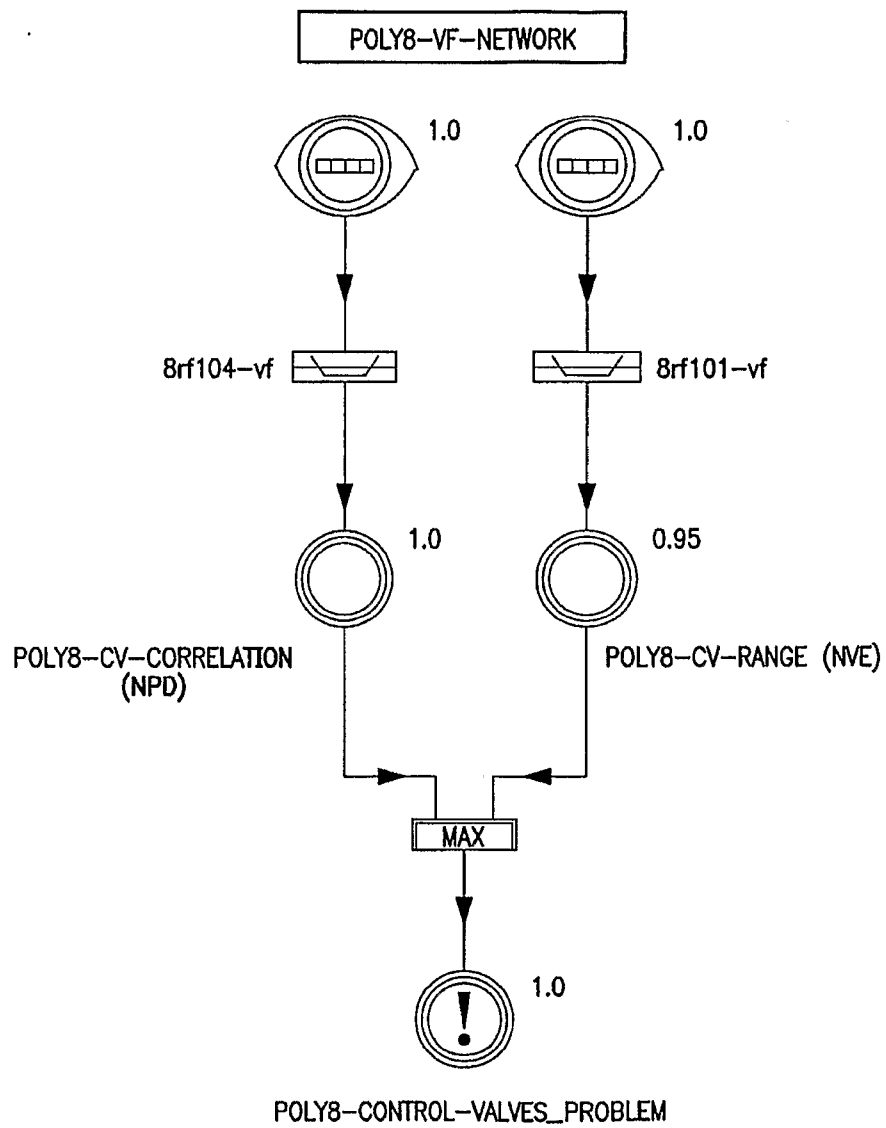 POLY8-VF-NETWORK
1.0
1.0
8rf104-vf
8rf101-vf
1.0
0.95
POLY8-CV-CORRELATION
(NPD)
POLY8-CV-RANGE (NVE)
MAX
!
1.0
POLY8-CONTROL-VALVES_PROBLEM